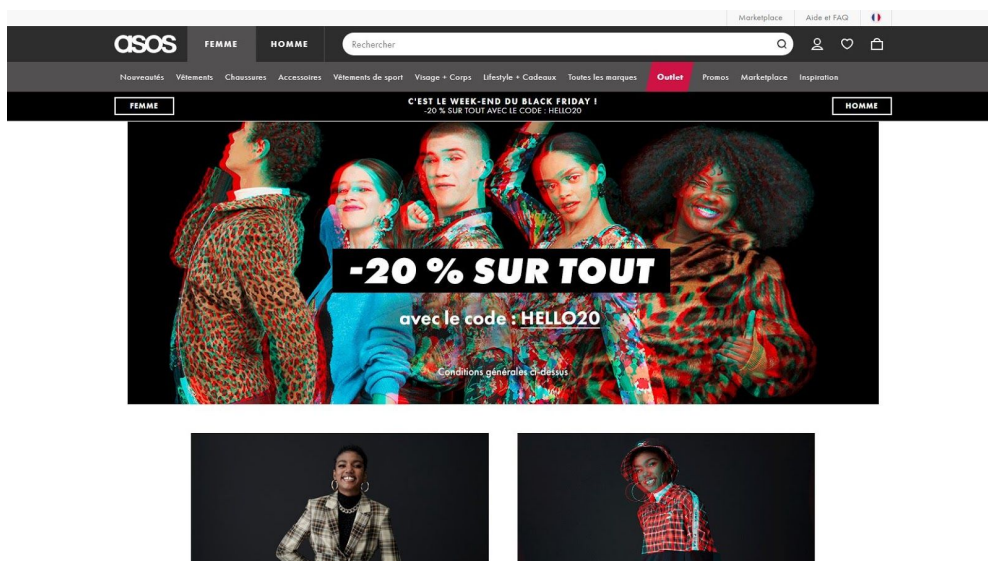 Marketplace Aide et FAQ
asos FEMME HOMME Rechercher
Nouveautés Vêtements Chaussures Accessoires Vêtements de sport Visage + Corps Lifestyle + Cadeaux Toutes les marques Outlet Promos Marketplace Inspiration
FEMME C'EST LE WEEK-END DU BLACK FRIDAY ! HOMME
-20 % SUR TOUT AVEC LE CODE : HELLO20
-20 % SUR TOUT
avec le code : HELLO20
Conditions générales ci-dessus